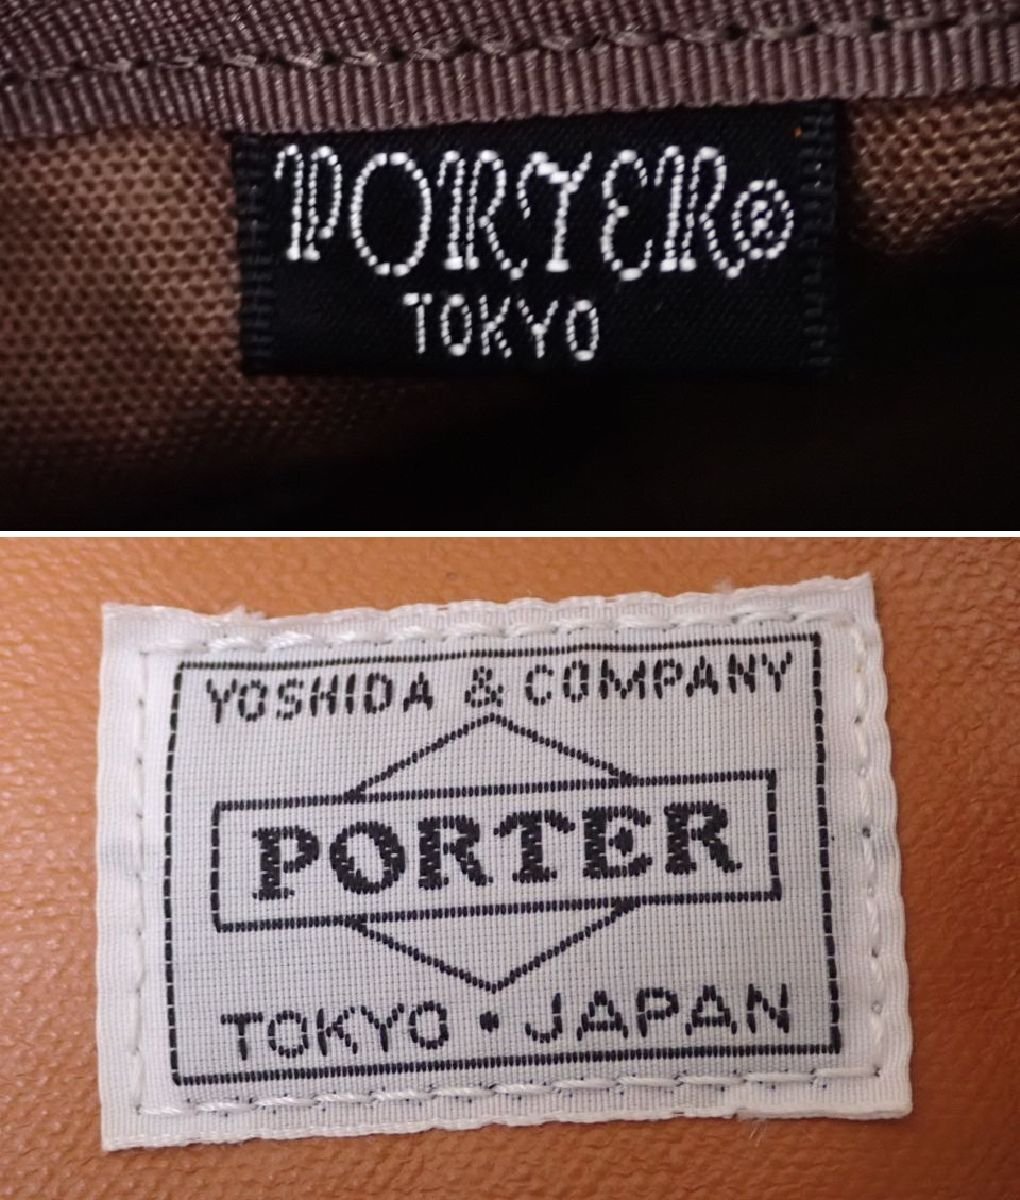 PORTER®
TOKYO
YOSHIDA & COMPANY
PORTER
TOKYO • JAPAN